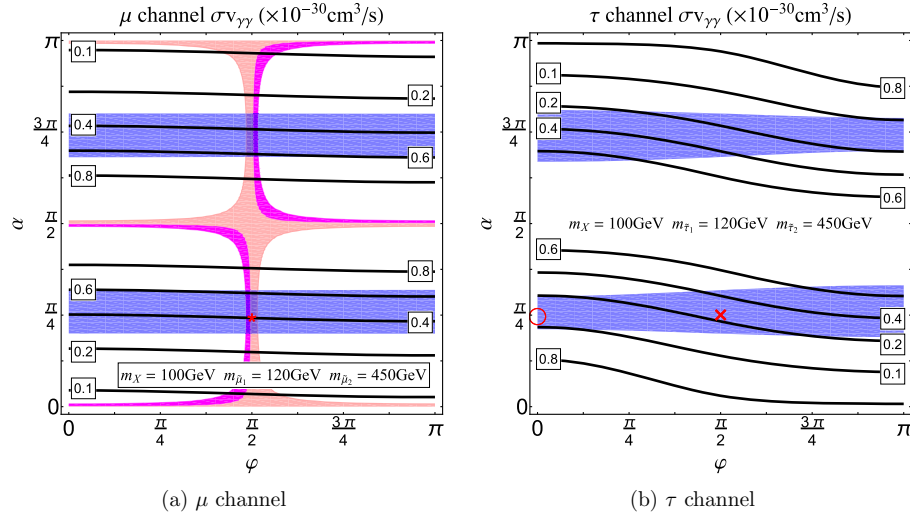 μ channel σv_γγ (×10^-30 cm^3/s)
π
3π/4
α
π/2
π/4
0
0.1
0.2
0.4
0.6
0.8
0.8
0.6
0.4
0.2
0.1
m_X = 100GeV m_μ̃1 = 120GeV m_μ̃2 = 450GeV
0
π/4
π/2
3π/4
π
φ
(a) μ channel
τ channel σv_γγ (×10^-30 cm^3/s)
π
3π/4
α
π/2
π/4
0
0.1
0.2
0.4
0.8
0.6
m_X = 100GeV m_τ̃1 = 120GeV m_τ̃2 = 450GeV
0.6
0.4
0.2
0.1
0.8
0
π/4
π/2
3π/4
π
φ
(b) τ channel